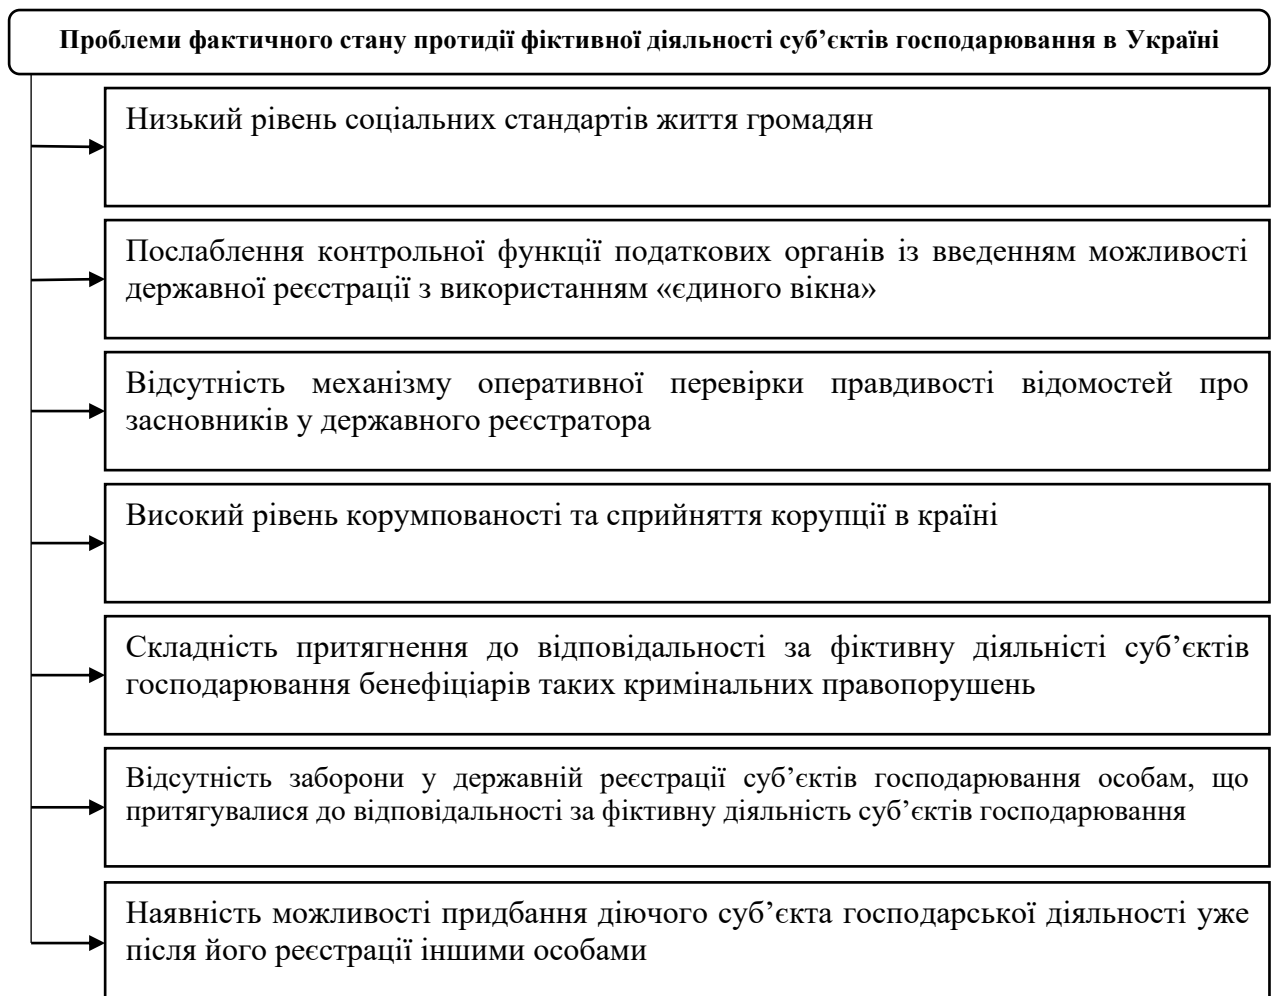 Проблеми фактичного стану протидії фіктивної діяльності суб’єктів господарювання в Україні
Низький рівень соціальних стандартів життя громадян
Послаблення контрольної функції податкових органів із введенням можливості
державної реєстрації з використанням «єдиного вікна»
Відсутність механізму оперативної перевірки правдивості відомостей про
засновників у державного реєстратора
Високий рівень корумпованості та сприйняття корупції в країні
Складність притягнення до відповідальності за фіктивну діяльністі суб’єктів
господарювання бенефіціарів таких кримінальних правопорушень
Відсутність заборони у державній реєстрації суб’єктів господарювання особам, що
притягувалися до відповідальності за фіктивну діяльність суб’єктів господарювання
Наявність можливості придбання діючого суб’єкта господарської діяльності уже
після його реєстрації іншими особами